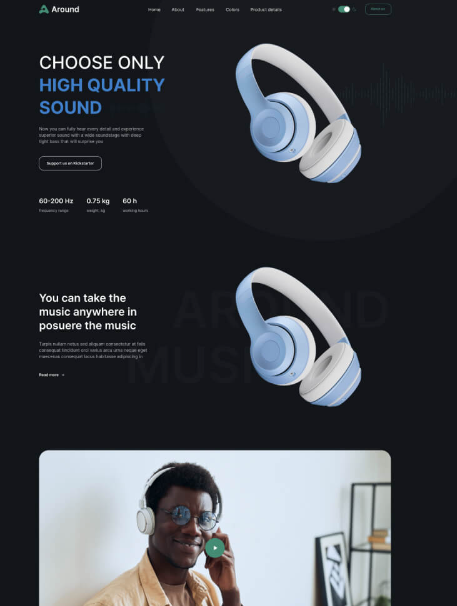 Around
Home About Features Colors Product details
CHOOSE ONLY
HIGH QUALITY
SOUND
Now you can fully hear every detail and experience
superior sound with a wide soundstage with deep
tight bass that will surprise you
Support us on Kickstarter
60-200 Hz 0.75 kg 60 h
frequency range weight, kg working hours
AROUND
MUSIC
You can take the
music anywhere in
posuere the music
Turpis nullam netus sed aliquam consectetur at felis
consequat tincidunt orci varius arcu urna neque eget
maecenas consequat lacus habitasse adipiscing in
Read more